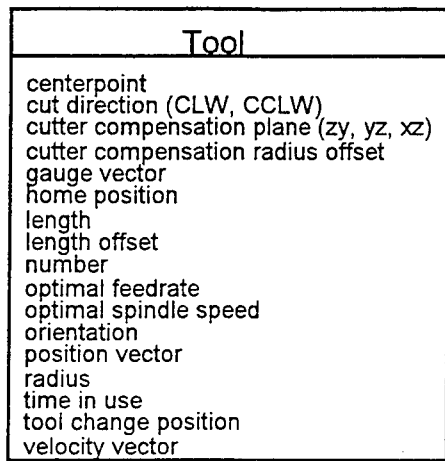 Tool
centerpoint
cut direction (CLW, CCLW)
cutter compensation plane (zy, yz, xz)
cutter compensation radius offset
gauge vector
home position
length
length offset
number
optimal feedrate
optimal spindle speed
orientation
position vector
radius
time in use
tool change position
velocity vector